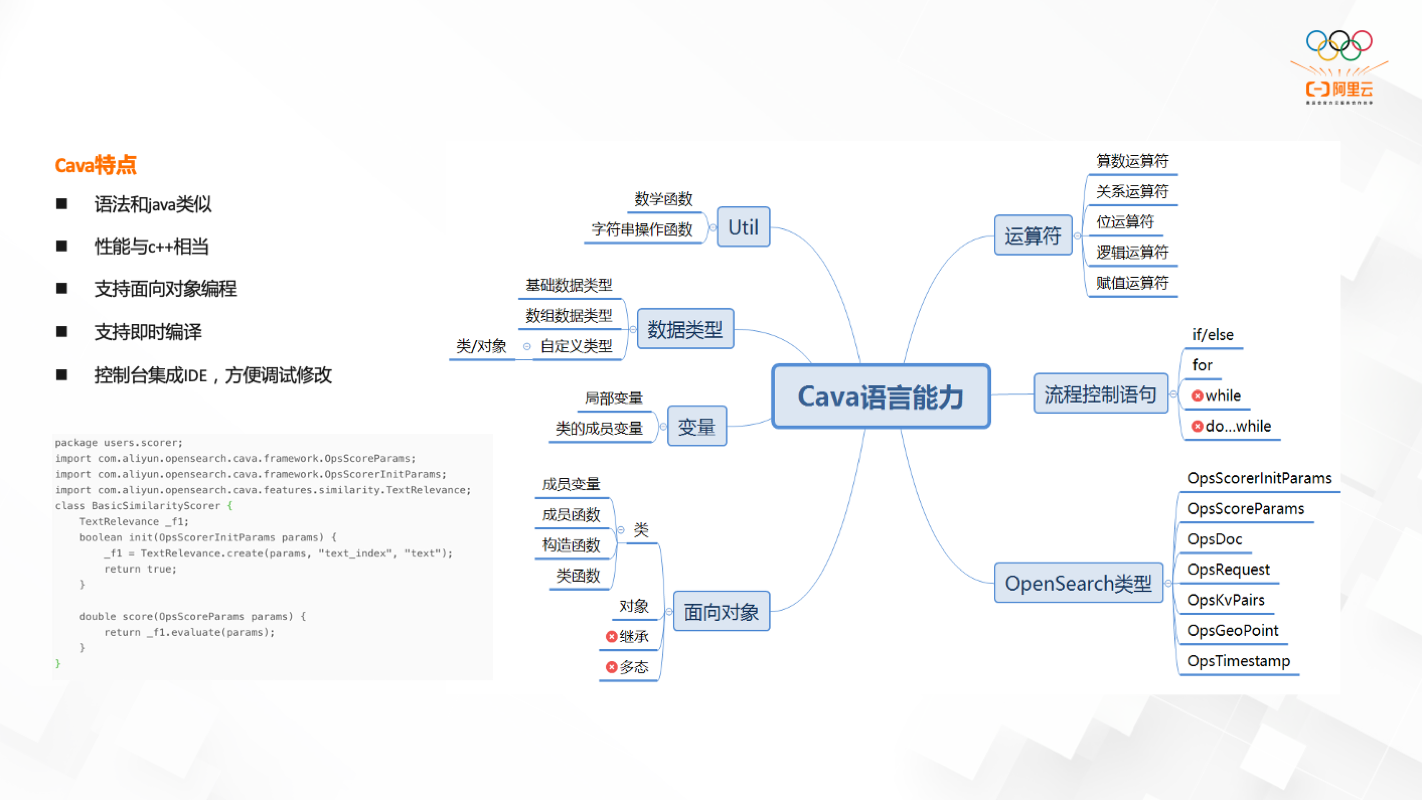 阿里云
Cava特点
语法和java类似
性能与c++相当
支持面向对象编程
支持即时编译
控制台集成IDE，方便调试修改
package users.scorer;
import com.aliyun.opensearch.cava.framework.OpsScoreParams;
import com.aliyun.opensearch.cava.framework.OpsScorerInitParams;
import com.aliyun.opensearch.cava.features.similarity.TextRelevance;
class BasicSimilarityScorer {
    TextRelevance _f1;
    boolean init(OpsScorerInitParams params) {
        _f1 = TextRelevance.create(params, "text_index", "text");
        return true;
    }
    double score(OpsScoreParams params) {
        return _f1.evaluate(params);
    }
}
Cava语言能力
Util
数学函数
字符串操作函数
数据类型
基础数据类型
数组数据类型
自定义类型
类/对象
变量
局部变量
类的成员变量
面向对象
类
成员变量
成员函数
构造函数
类函数
对象
继承
多态
运算符
算数运算符
关系运算符
位运算符
逻辑运算符
赋值运算符
流程控制语句
if/else
for
while
do...while
OpenSearch类型
OpsScorerInitParams
OpsScoreParams
OpsDoc
OpsRequest
OpsKvPairs
OpsGeoPoint
OpsTimestamp